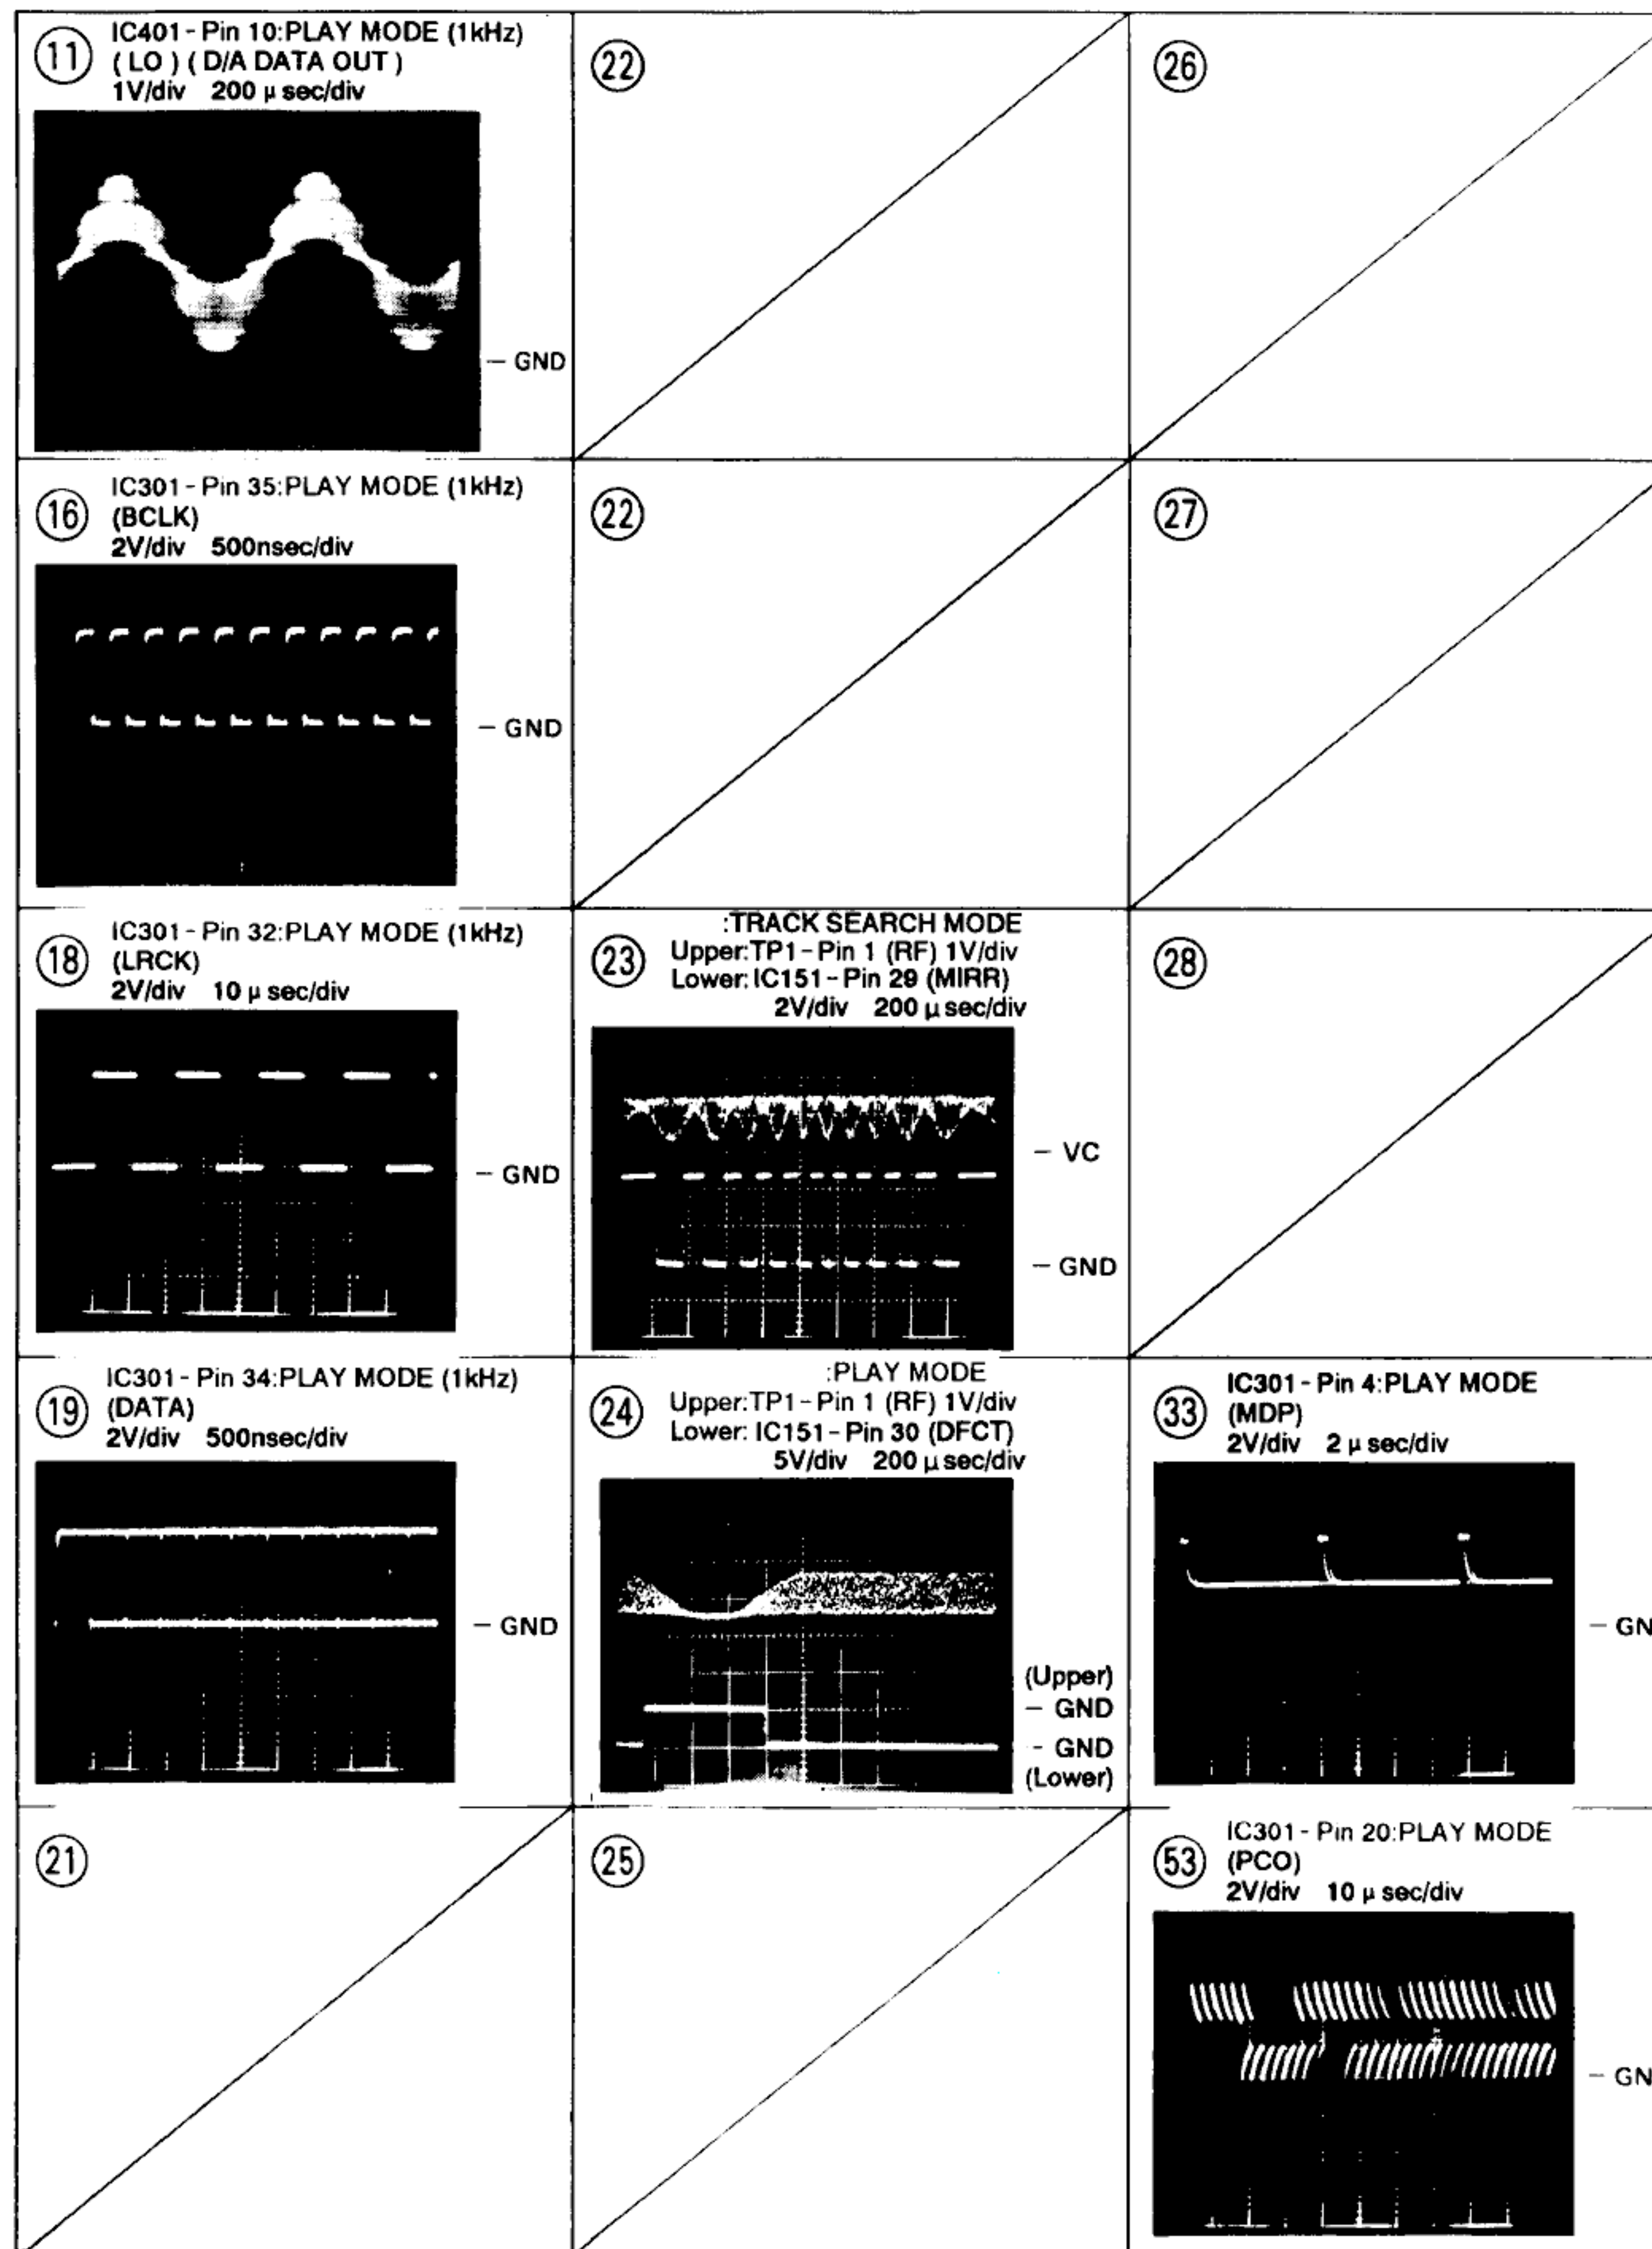 11
IC401 - Pin 10:PLAY MODE (1kHz)
( LO ) ( D/A DATA OUT )
1V/div 200 μ sec/div
– GND
22
26
16
IC301 - Pin 35:PLAY MODE (1kHz)
(BCLK)
2V/div 500nsec/div
– GND
22
27
18
IC301 - Pin 32:PLAY MODE (1kHz)
(LRCK)
2V/div 10 μ sec/div
– GND
23
:TRACK SEARCH MODE
Upper:TP1 - Pin 1 (RF) 1V/div
Lower: IC151 - Pin 29 (MIRR)
2V/div 200 μ sec/div
– VC
– GND
28
19
IC301 - Pin 34:PLAY MODE (1kHz)
(DATA)
2V/div 500nsec/div
– GND
24
:PLAY MODE
Upper:TP1 - Pin 1 (RF) 1V/div
Lower: IC151 - Pin 30 (DFCT)
5V/div 200 μ sec/div
(Upper)
– GND
- GND
(Lower)
33
IC301 - Pin 4:PLAY MODE
(MDP)
2V/div 2 μ sec/div
– GN
21
25
53
IC301 - Pin 20:PLAY MODE
(PCO)
2V/div 10 μ sec/div
– GN